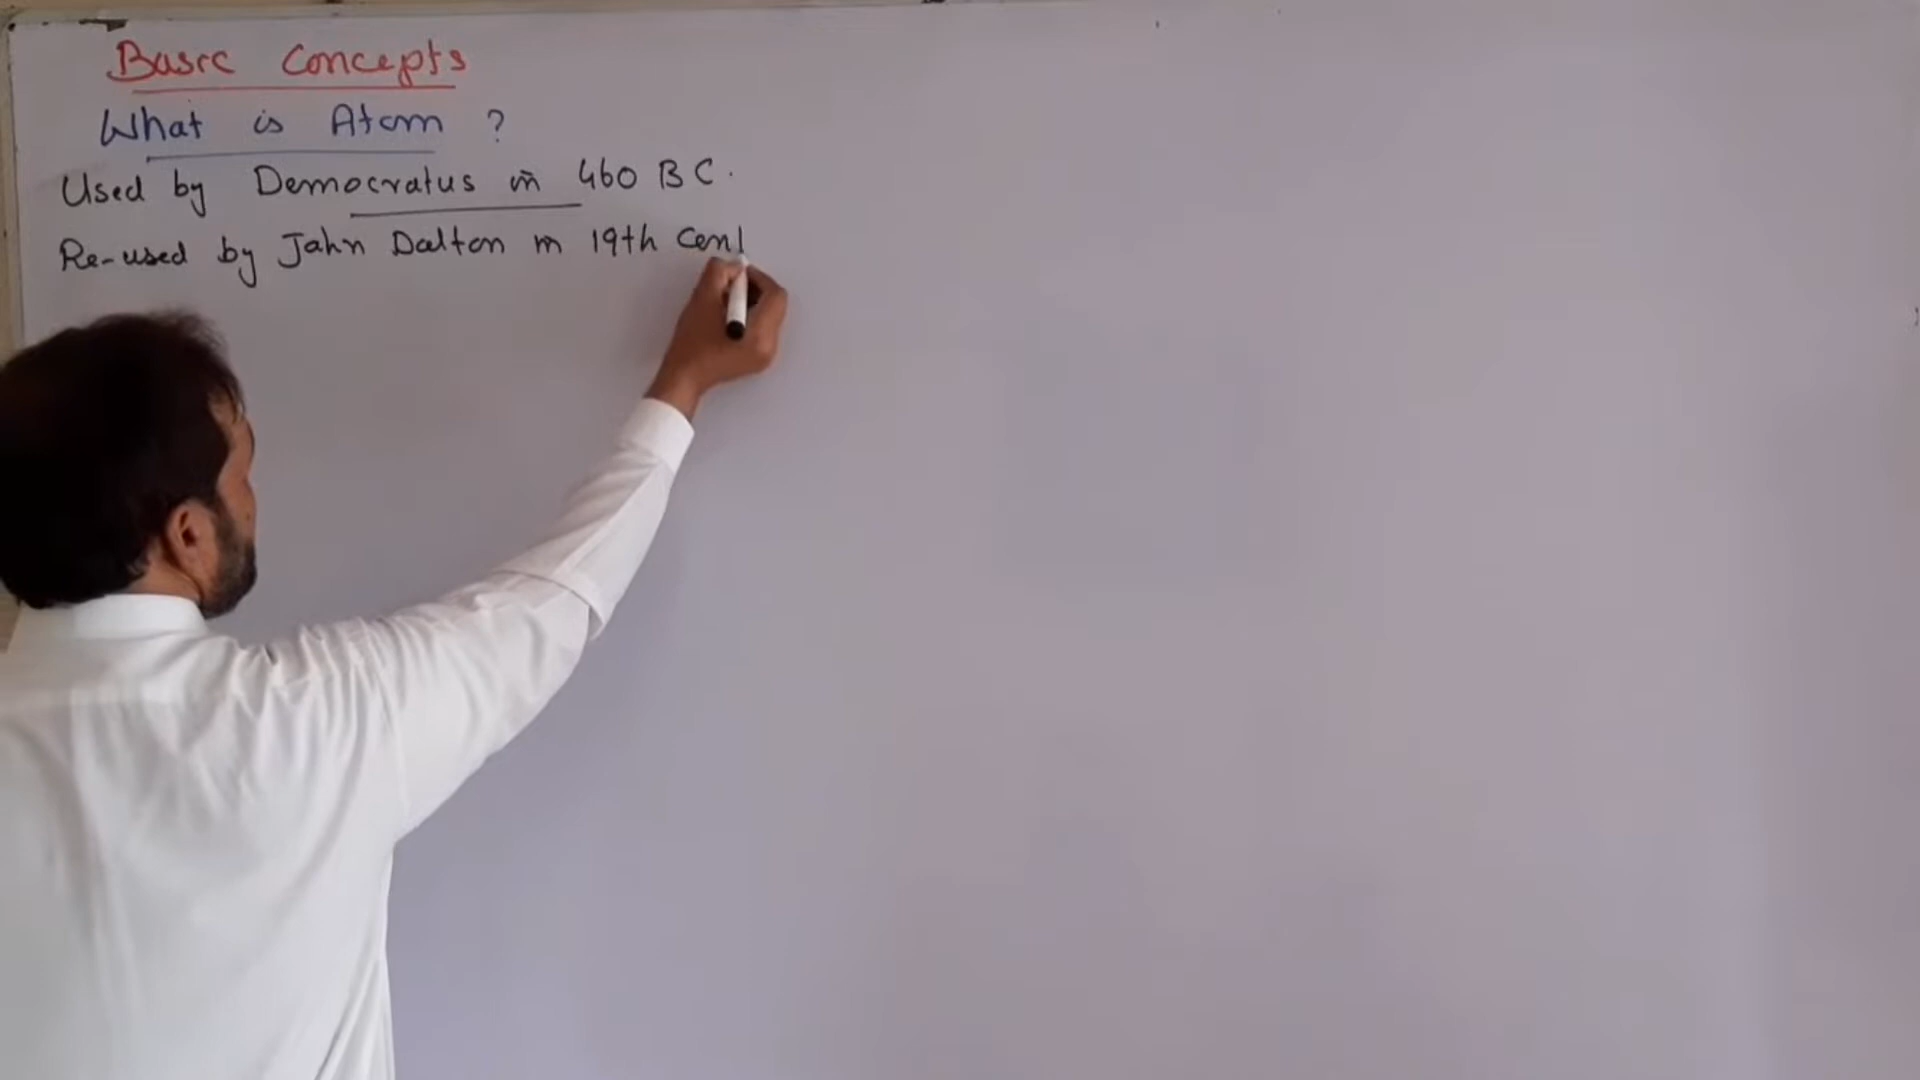 Basic Concepts
What is Atom ?
Used by Democratus in 460 BC.
Re-used by John Dalton in 19th Cent